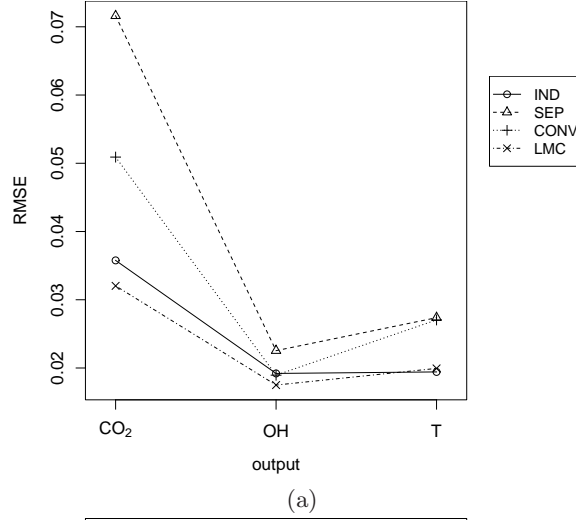 0.07
0.06
0.05
0.04
0.03
0.02
RMSE
CO₂ OH T
output
IND
SEP
CONV
LMC
(a)